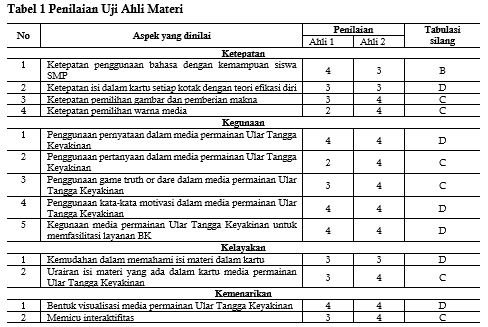 Tabel 1 Penilaian Uji Ahli Materi
No Aspek yang dinilai Penilaian Tabulasi silang
Ahli 1 Ahli 2
Ketepatan
1 Ketepatan penggunaan bahasa dengan kemampuan siswa SMP 4 3 B
2 Ketepatan isi dalam kartu setiap kotak dengan teori efikasi diri 3 3 D
3 Ketepatan pemilihan gambar dan pemberian makna 3 4 C
4 Ketepatan pemilihan warna media 2 4 C
Kegunaan
1 Penggunaan pernyataan dalam media permainan Ular Tangga Keyakinan 4 4 D
2 Penggunaan pertanyaan dalam media permainan Ular Tangga Keyakinan 2 4 C
3 Penggunaan game truth or dare dalam media permainan Ular Tangga Keyakinan 3 4 C
4 Penggunaan kata-kata motivasi dalam media permainan Ular Tangga Keyakinan 4 4 D
5 Kegunaan media permainan Ular Tangga Keyakinan untuk memfasilitasi layanan BK 4 4 D
Kelayakan
1 Kemudahan dalam memahami isi materi dalam kartu 3 3 D
2 Urairan isi materi yang ada dalam kartu media permainan Ular Tangga Keyakinan 3 4 C
Kemenarikan
1 Bentuk visualisasi media permainan Ular Tangga Keyakinan 4 4 D
2 Memicu interaktifitas 3 4 C